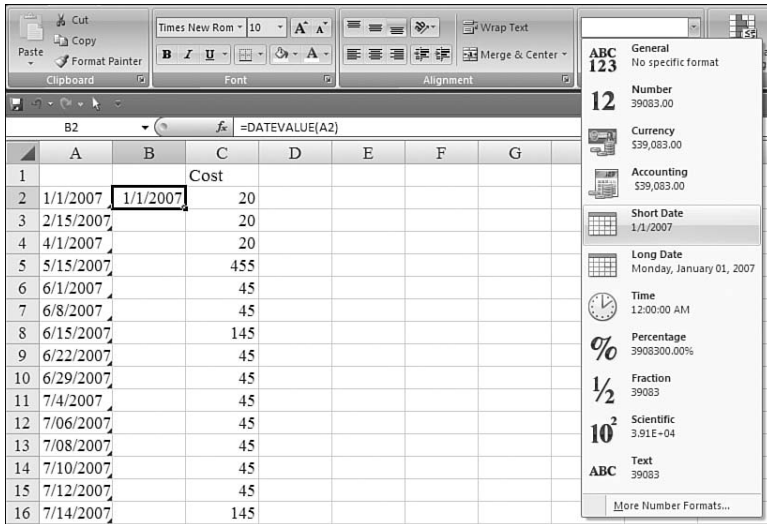 Cut
Copy
Paste
Format Painter
Clipboard
Times New Rom
10
A A
B I U
A
Font
Wrap Text
Merge & Center
Alignment
B2
fx
=DATEVALUE(A2)
A B C D E F G
1 Cost
2 1/1/2007 1/1/2007 20
3 2/15/2007 20
4 4/1/2007 20
5 5/15/2007 455
6 6/1/2007 45
7 6/8/2007 45
8 6/15/2007 145
9 6/22/2007 45
10 6/29/2007 45
11 7/4/2007 45
12 7/06/2007 45
13 7/08/2007 45
14 7/10/2007 45
15 7/12/2007 45
16 7/14/2007 145
ABC
123
General
No specific format
12
Number
39083.00
Currency
$39,083.00
Accounting
$39,083.00
Short Date
1/1/2007
Long Date
Monday, January 01, 2007
Time
12:00:00 AM
%
Percentage
3908300.00%
1/2
Fraction
39083
10²
Scientific
3.91E+04
ABC
Text
39083
More Number Formats...